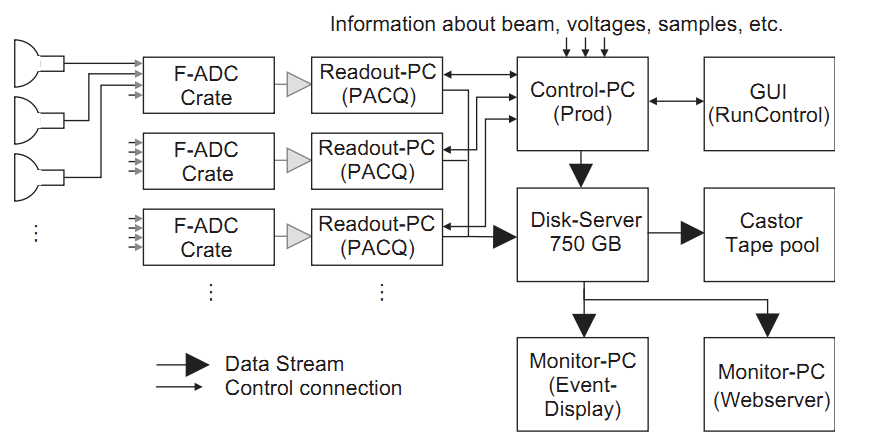 Information about beam, voltages, samples, etc.
F-ADC
Crate
Readout-PC
(PACQ)
Control-PC
(Prod)
GUI
(RunControl)
F-ADC
Crate
Readout-PC
(PACQ)
F-ADC
Crate
Readout-PC
(PACQ)
Disk-Server
750 GB
Castor
Tape pool
Data Stream
Control connection
Monitor-PC
(Event-
Display)
Monitor-PC
(Webserver)